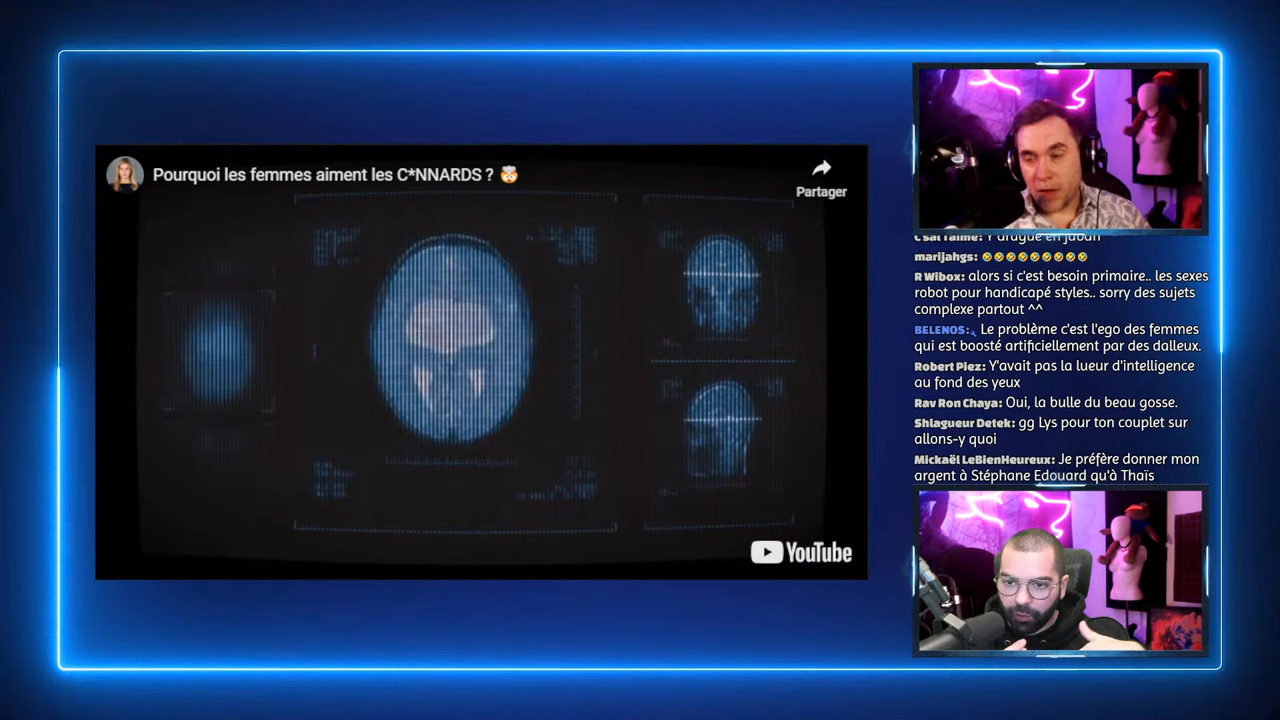 Pourquoi les femmes aiment les C*NNARDS ? 🤯
Partager
YouTube
marijahgs: 🤣🤣🤣🤣🤣🤣🤣🤣🤣
R Wibox: alors si c'est besoin primaire.. les sexes
robot pour handicapé styles.. sorry des sujets
complexe partout ^^
BELENOS: Le problème c'est l'ego des femmes
qui est boosté artificiellement par des dalleux.
Robert Piez: Y'avait pas la lueur d'intelligence
au fond des yeux
Rav Ron Chaya: Oui, la bulle du beau gosse.
Shlagueur Detek: gg Lys pour ton couplet sur
allons-y quoi
Mickaël LeBienHeureux: Je préfère donner mon
argent à Stéphane Edouard qu'à Thaïs